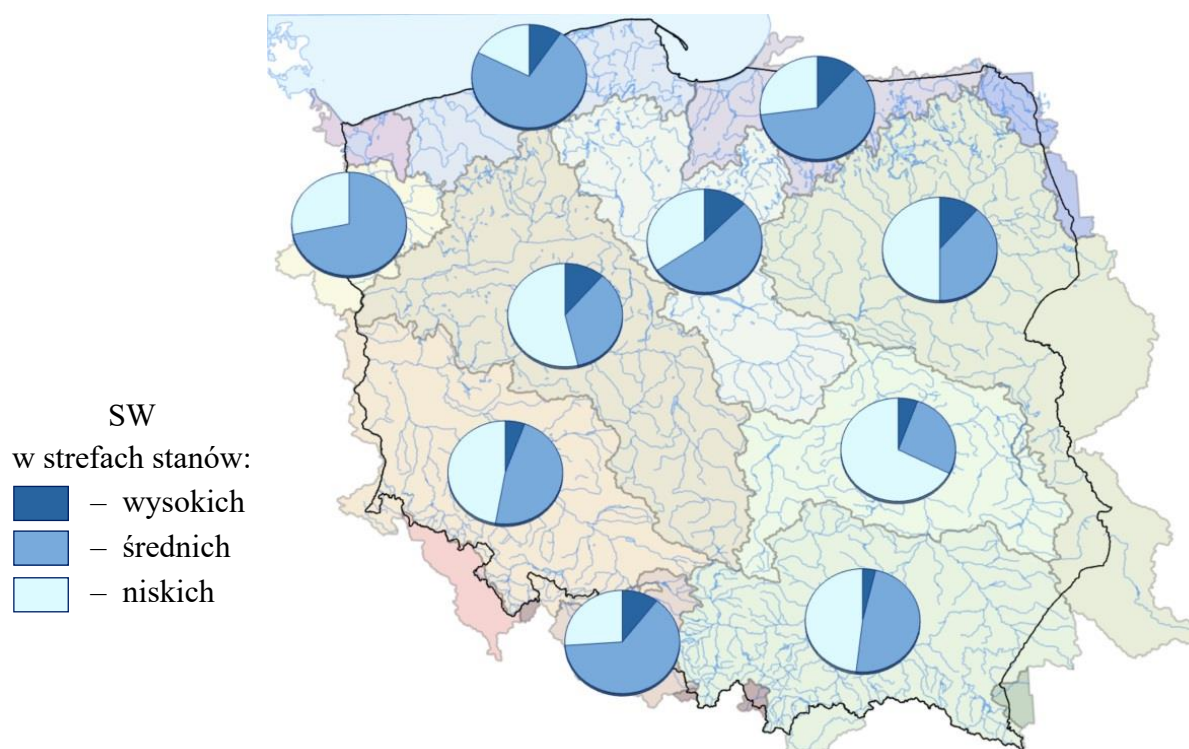 SW
w strefach stanów:
– wysokich
– średnich
– niskich